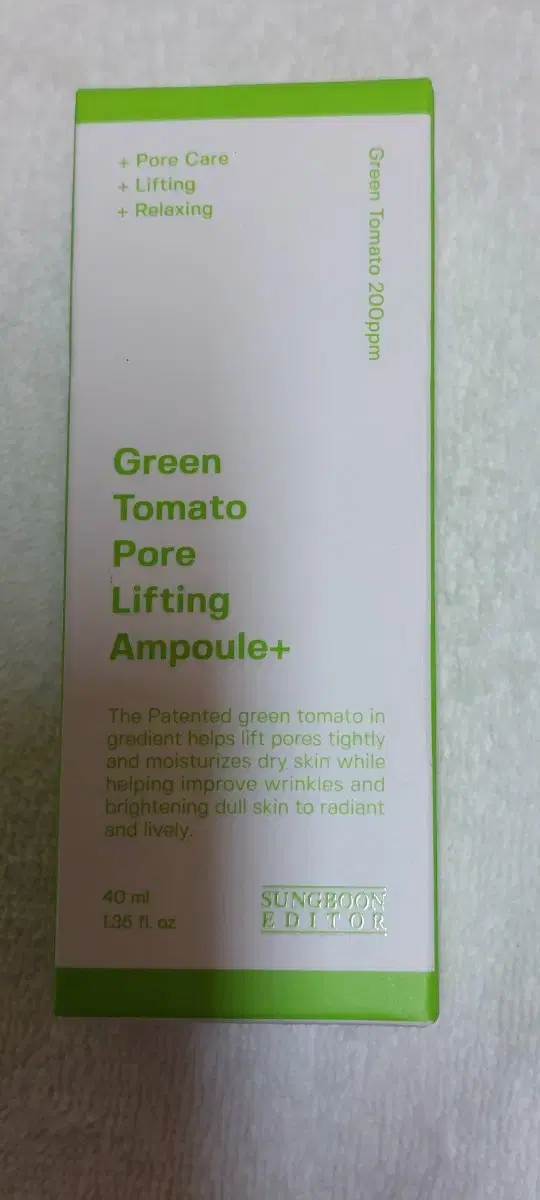 + Pore Care
+ Lifting
+ Relaxing
Green Tomato 200ppm
Green
Tomato
Pore
Lifting
Ampoule+
The Patented green tomato in
gredient helps lift pores tightly
and moisturizes dry skin while
helping improve wrinkles and
brightening dull skin to radiant
and lively.
40 ml
1.35 fl. oz
SUNGBOON
EDITOR